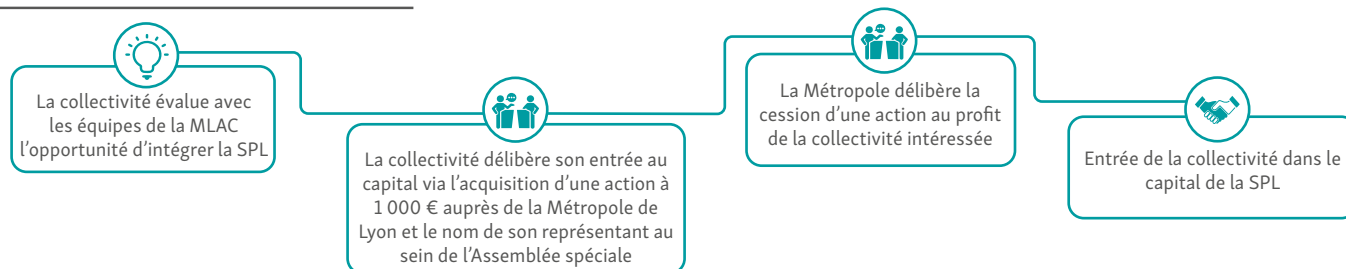 La collectivité évalue avec
les équipes de la MLAC
l’opportunité d’intégrer la SPL
La collectivité délibère son entrée au
capital via l’acquisition d’une action à
1 000 € auprès de la Métropole de
Lyon et le nom de son représentant au
sein de l’Assemblée spéciale
La Métropole délibère la
cession d’une action au profit
de la collectivité intéressée
Entrée de la collectivité dans le
capital de la SPL